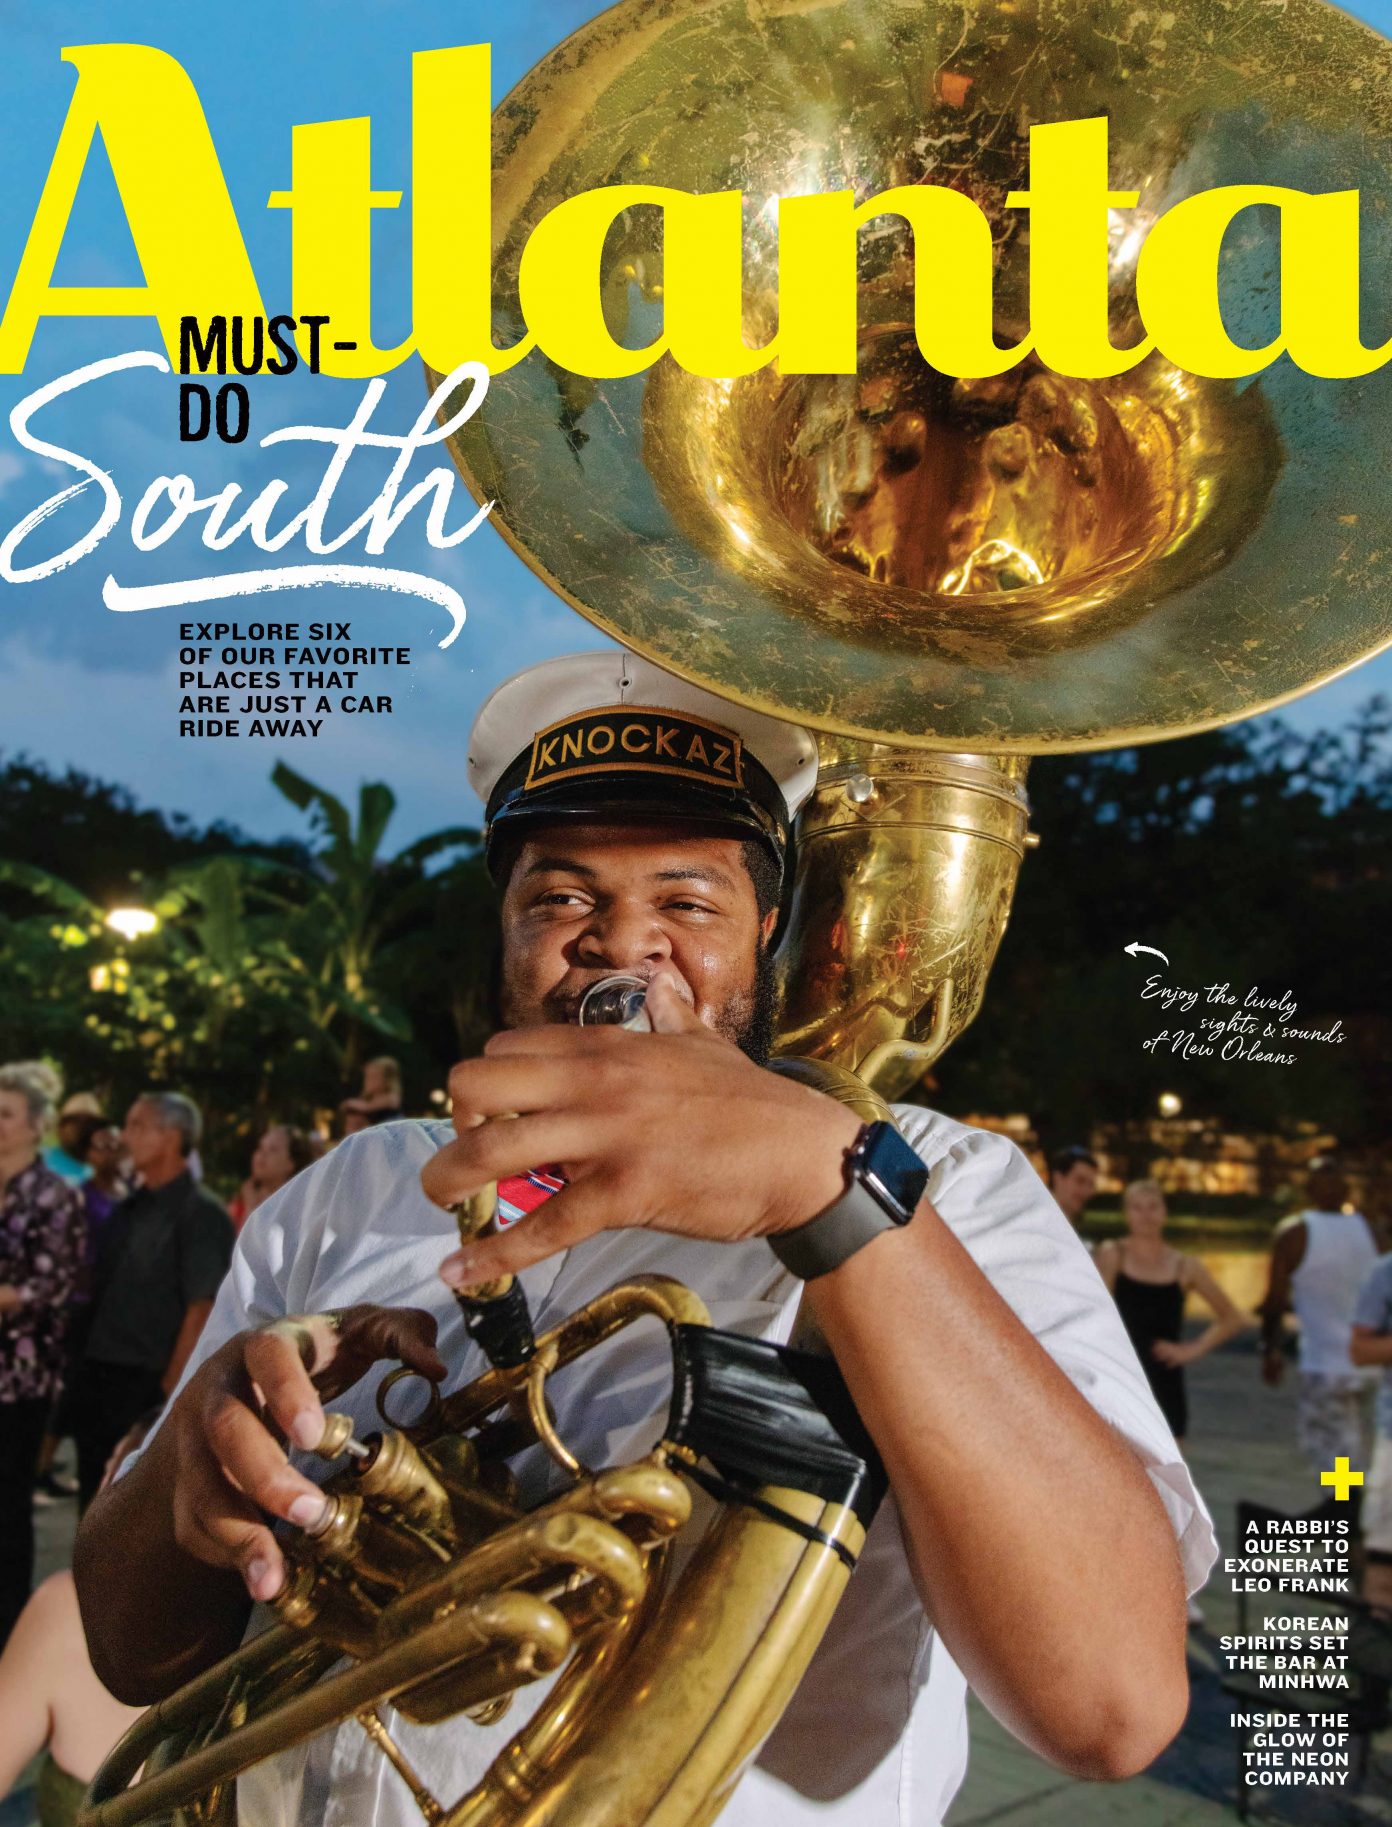 Atlanta
MUST-
DO
South
EXPLORE SIX
OF OUR FAVORITE
PLACES THAT
ARE JUST A CAR
RIDE AWAY
KNOCKAZ
Enjoy the lively
sights & sounds
of New Orleans
+
A RABBI'S
QUEST TO
EXONERATE
LEO FRANK
KOREAN
SPIRITS SET
THE BAR AT
MINHWA
INSIDE THE
GLOW OF
THE NEON
COMPANY